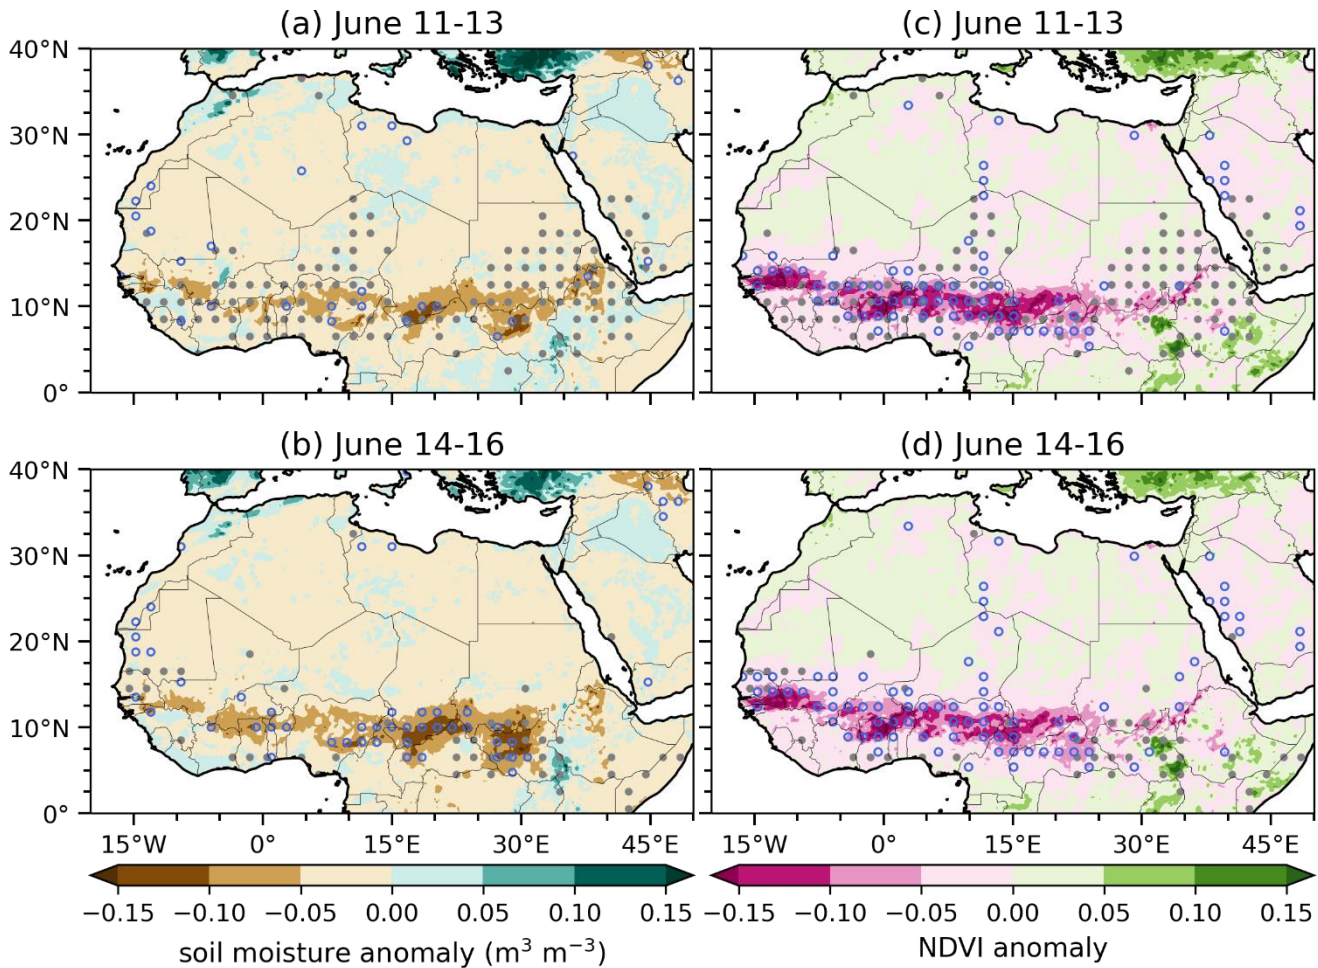 (a) June 11-13
(c) June 11-13
40°N
30°N
20°N
10°N
0°
(b) June 14-16
(d) June 14-16
40°N
30°N
20°N
10°N
0°
15°W 0° 15°E 30°E 45°E
15°W 0° 15°E 30°E 45°E
−0.15 −0.10 −0.05 0.00 0.05 0.10 0.15
−0.15 −0.10 −0.05 0.00 0.05 0.10 0.15
soil moisture anomaly (m³ m⁻³)
NDVI anomaly